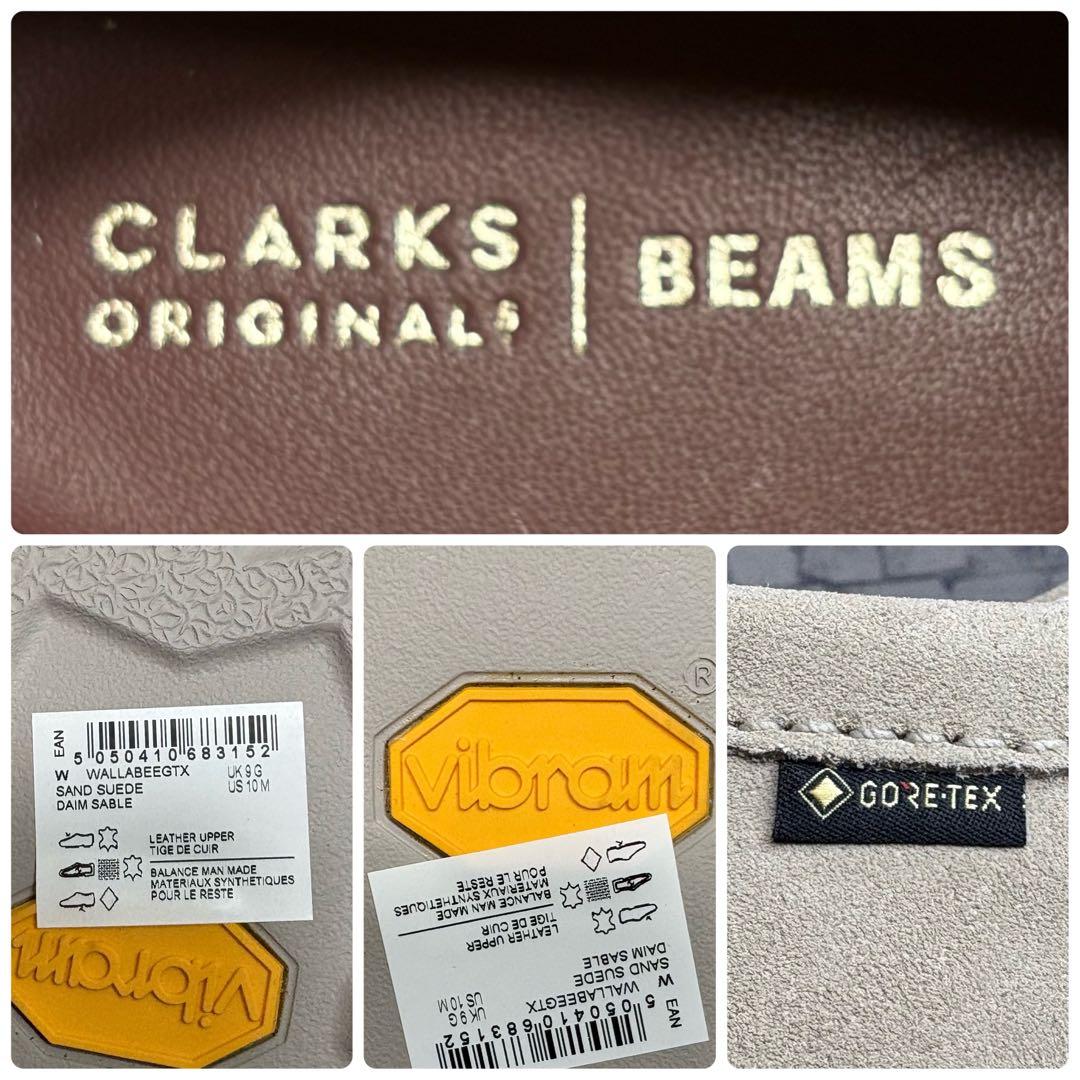 CLARKS
ORIGINALS
BEAMS
EAN
5 050410 683152
W WALLABEEGTX UK 9 G
SAND SUEDE US 10 M
DAIM SABLE
LEATHER UPPER
TIGE DE CUIR
BALANCE MAN MADE
MATERIAUX SYNTHETIQUES
POUR LE RESTE
vibram
®
vibram
EAN
5 050410 683152
W WALLABEEGTX UK 9 G
SAND SUEDE US 10 M
DAIM SABLE
LEATHER UPPER
TIGE DE CUIR
BALANCE MAN MADE
MATERIAUX SYNTHETIQUES
POUR LE RESTE
GORE-TEX